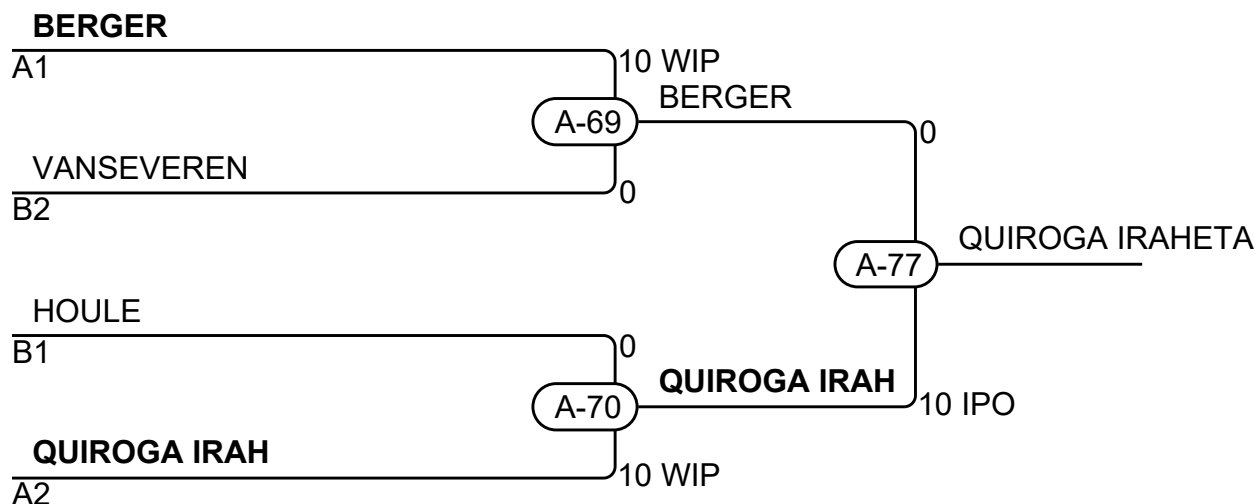 BERGER
A1
10 WIP
BERGER
A-69
0
VANSEVEREN
B2
0
QUIROGA IRAHETA
A-77
HOULE
B1
0
QUIROGA IRAH
A-70
10 IPO
QUIROGA IRAH
A2
10 WIP